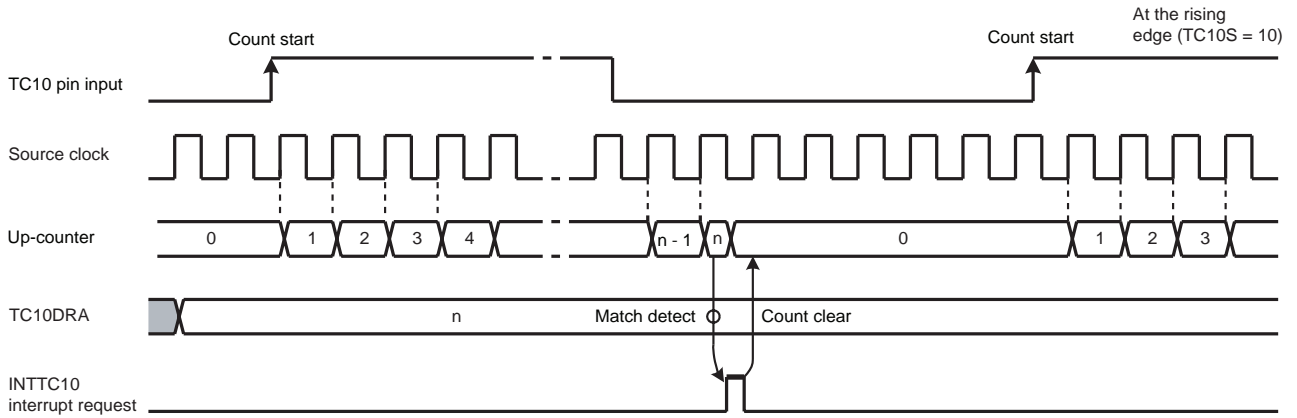 At the rising
edge (TC10S = 10)
Count start
Count start
TC10 pin input
Source clock
Up-counter
0 1 2 3 4 n - 1 n 0 1 2 3
TC10DRA
n
Match detect
Count clear
INTTC10
interrupt request